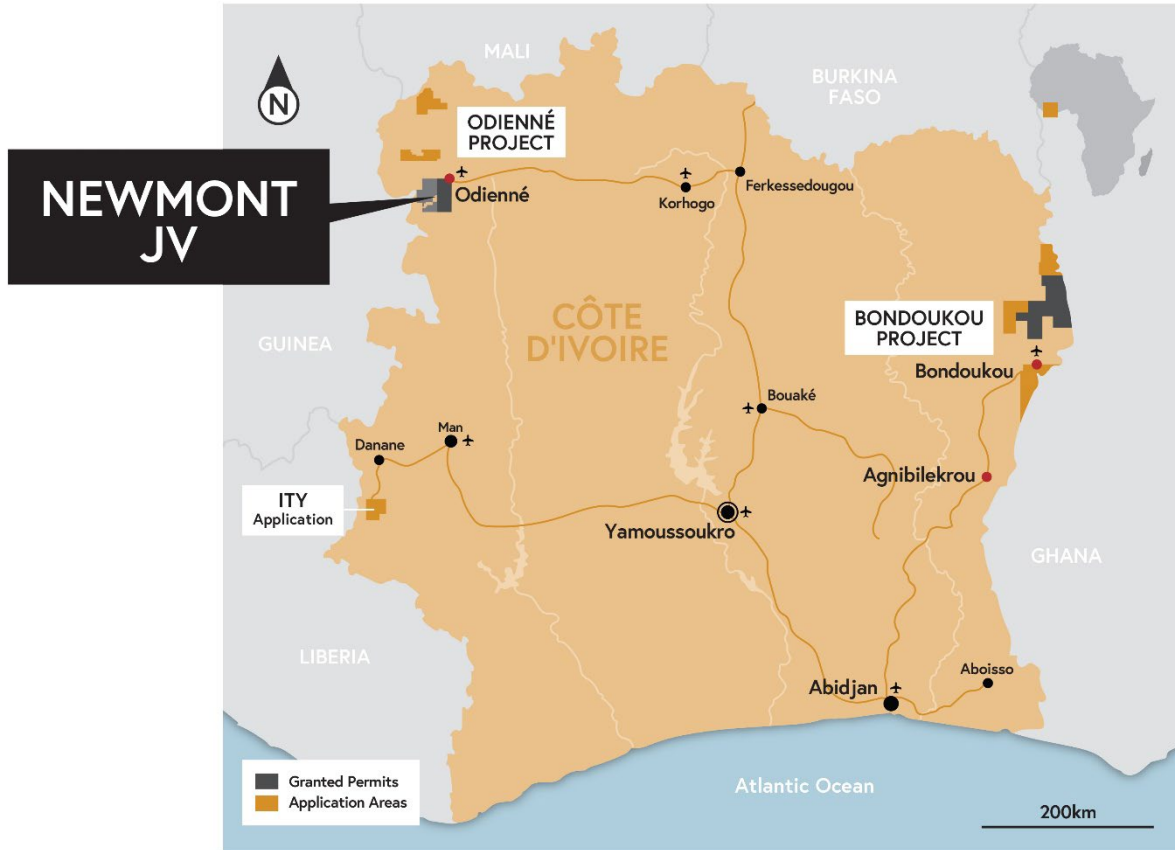 MALI
BURKINA
FASO
N
ODIENNÉ
PROJECT
NEWMONT
JV
Odienné
Korhogo
Ferkessedougou
CÔTE
D'IVOIRE
BONDOUKOU
PROJECT
GUINEA
Bondoukou
Bouaké
Man
Danane
Agnibilekrou
ITY
Application
Yamoussoukro
GHANA
LIBERIA
Abidjan
Aboisso
Granted Permits
Application Areas
Atlantic Ocean
200km